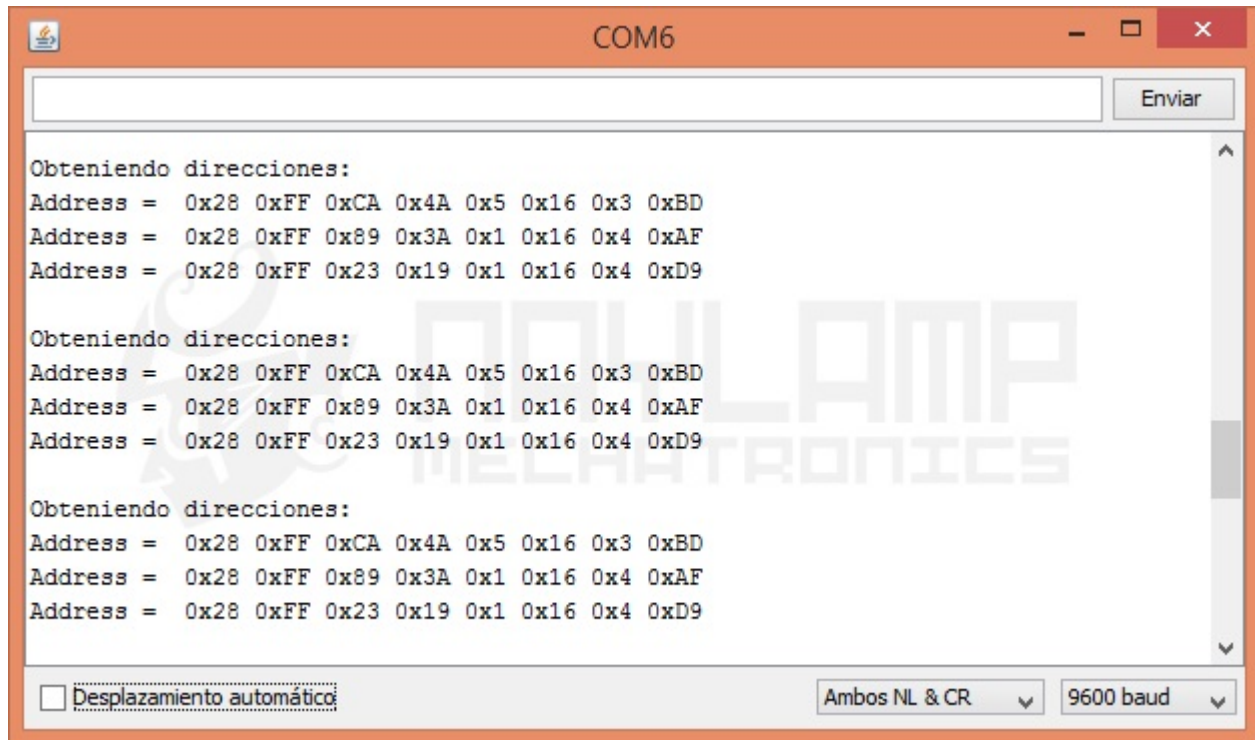 COM6
Enviar
Obteniendo direcciones:
Address =  0x28 0xFF 0xCA 0x4A 0x5 0x16 0x3 0xBD
Address =  0x28 0xFF 0x89 0x3A 0x1 0x16 0x4 0xAF
Address =  0x28 0xFF 0x23 0x19 0x1 0x16 0x4 0xD9
Obteniendo direcciones:
Address =  0x28 0xFF 0xCA 0x4A 0x5 0x16 0x3 0xBD
Address =  0x28 0xFF 0x89 0x3A 0x1 0x16 0x4 0xAF
Address =  0x28 0xFF 0x23 0x19 0x1 0x16 0x4 0xD9
Obteniendo direcciones:
Address =  0x28 0xFF 0xCA 0x4A 0x5 0x16 0x3 0xBD
Address =  0x28 0xFF 0x89 0x3A 0x1 0x16 0x4 0xAF
Address =  0x28 0xFF 0x23 0x19 0x1 0x16 0x4 0xD9
NAYLAMP
MECHATRONICS
Desplazamiento automático
Ambos NL & CR
9600 baud